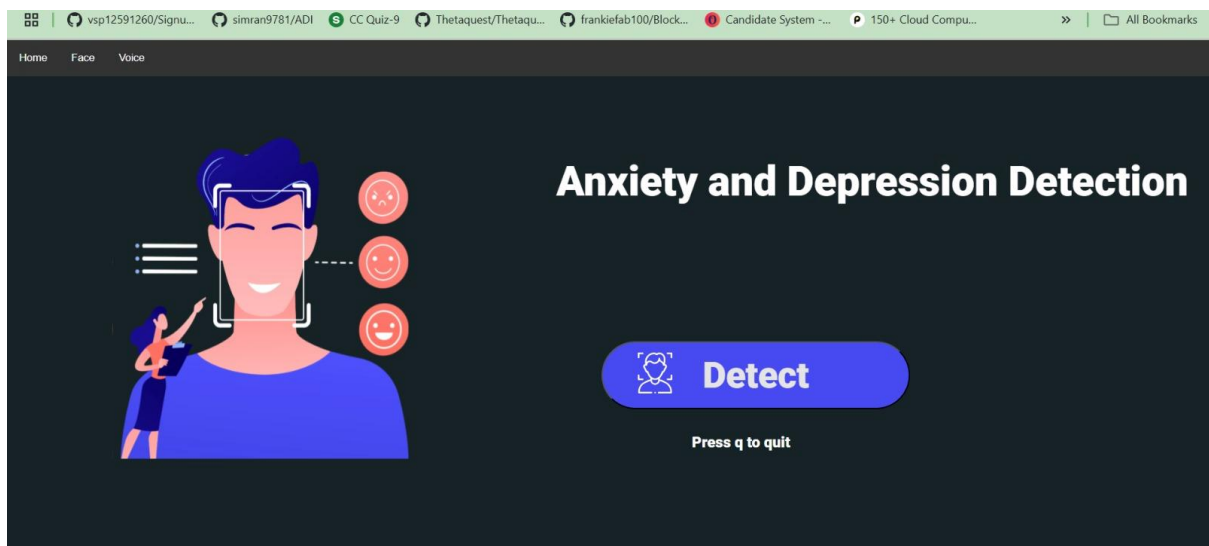 vsp12591260/Signu... simran9781/ADI S CC Quiz-9 Thetaquest/Thetaqu... frankiefab100/Block... Candidate System -... P 150+ Cloud Compu... » All Bookmarks
Home Face Voice
Anxiety and Depression Detection
Detect
Press q to quit